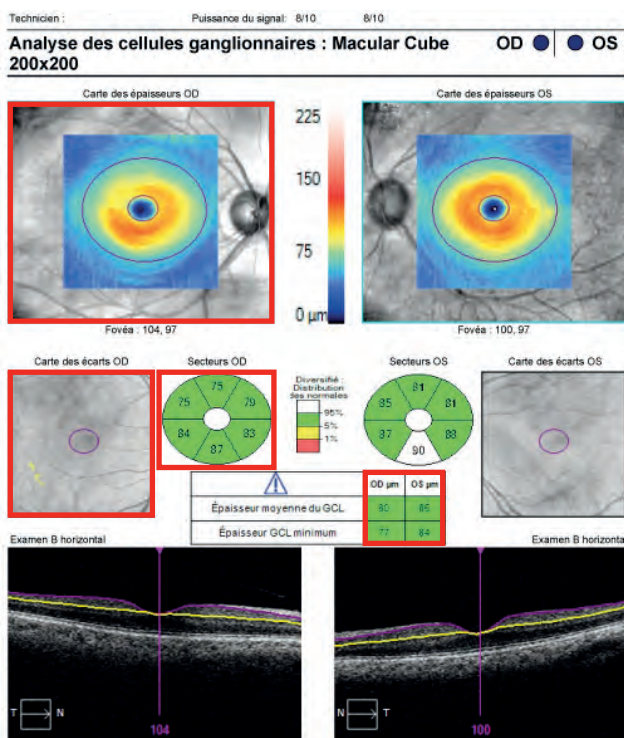 Technicien : Puissance du signal: 8/10 8/10
Analyse des cellules ganglionnaires : Macular Cube 200x200 OD OS
Carte des épaisseurs OD
Carte des épaisseurs OS
225
150
75
0 µm
Fovéa : 104, 97
Fovéa : 100, 97
Carte des écarts OD
Secteurs OD
Secteurs OS
Carte des écarts OS
75
75
79
84
83
87
Diversifié :
Distribution
des normales
95%
5%
1%
81
85
81
87
88
90
OD µm OS µm
Épaisseur moyenne du GCL 80 86
Épaisseur GCL minimum 77 84
Examen B horizontal
Examen B horizonta
T N
104
N T
100